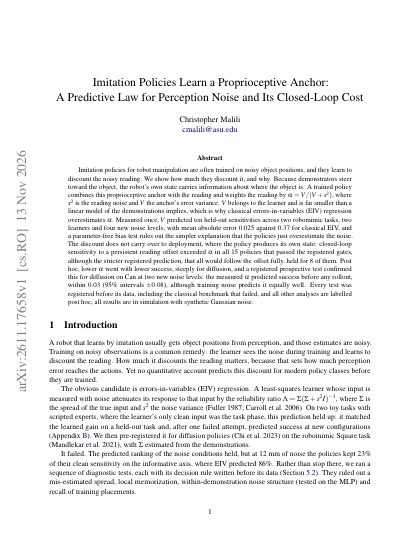 Imitation Policies Learn a Proprioceptive Anchor:
A Predictive Law for Perception Noise and Its Closed-Loop Cost
Christopher Malili
cmalili@asu.edu
Abstract
Imitation policies for robot manipulation are often trained on noisy object positions, and they learn to
discount the noisy reading. We show how much they discount it, and why. Because demonstrators steer
toward the object, the robot's own state carries information about where the object is. A trained policy
combines this proprioceptive anchor with the reading and weights the reading by α = V/(V + s²), where
s² is the reading noise and V the anchor's error variance. V belongs to the learner and is far smaller than a
linear model of the demonstrations implies, which is why classical errors-in-variables (EIV) regression
overestimates α. Measured once, V predicted ten held-out sensitivities across two robomimic tasks, two
learners and four new noise levels, with mean absolute error 0.025 against 0.37 for classical EIV, and
a parameter-free bias test rules out the simpler explanation that the policies just overestimate the noise.
The discount does not carry over to deployment, where the policy produces its own state: closed-loop
sensitivity to a persistent reading offset exceeded α in all 15 policies that passed the registered gates,
although the stricter registered prediction, that all would follow the offset fully, held for 8 of them. Post
hoc, lower α went with lower success, steeply for diffusion, and a registered prospective test confirmed
this for diffusion on Can at two new noise levels: the measured α predicted success before any rollout,
within 0.03 (95% intervals ±0.08), although training noise predicts it equally well. Every test was
registered before its data, including the classical benchmark that failed, and all other analyses are labelled
post hoc; all results are in simulation with synthetic Gaussian noise.
1 Introduction
A robot that learns by imitation usually gets object positions from perception, and those estimates are noisy.
Training on noisy observations is a common remedy: the learner sees the noise during training and learns to
discount the reading. How much it discounts the reading matters, because that sets how much perception
error reaches the actions. Yet no quantitative account predicts this discount for modern policy classes before
they are trained.
The obvious candidate is errors-in-variables (EIV) regression. A least-squares learner whose input is
measured with noise attenuates its response to that input by the reliability ratio Λ = Σ(Σ + s²I)⁻¹, where Σ is
the spread of the true input and s² the noise variance (Fuller 1987; Carroll et al. 2006). On two toy tasks with
scripted experts, where the learner's only clean input was the task phase, this prediction held up: it matched
the learned gain on a held-out task and, after one failed attempt, predicted success at new configurations
(Appendix B). We then pre-registered it for diffusion policies (Chi et al. 2023) on the robomimic Square task
(Mandlekar et al. 2021), with Σ estimated from the demonstrations.
It failed. The predicted ranking of the noise conditions held, but at 12 mm of noise the policies kept 23%
of their clean sensitivity on the informative axis, where EIV predicted 86%. Rather than stop there, we ran a
sequence of diagnostic tests, each with its decision rule written before its data (Section 5.2). They ruled out a
mis-estimated spread, local memorization, within-demonstration noise structure (tested on the MLP) and
recall of training placements.
1
arXiv:2611.17658v1 [cs.RO] 13 Nov 2026